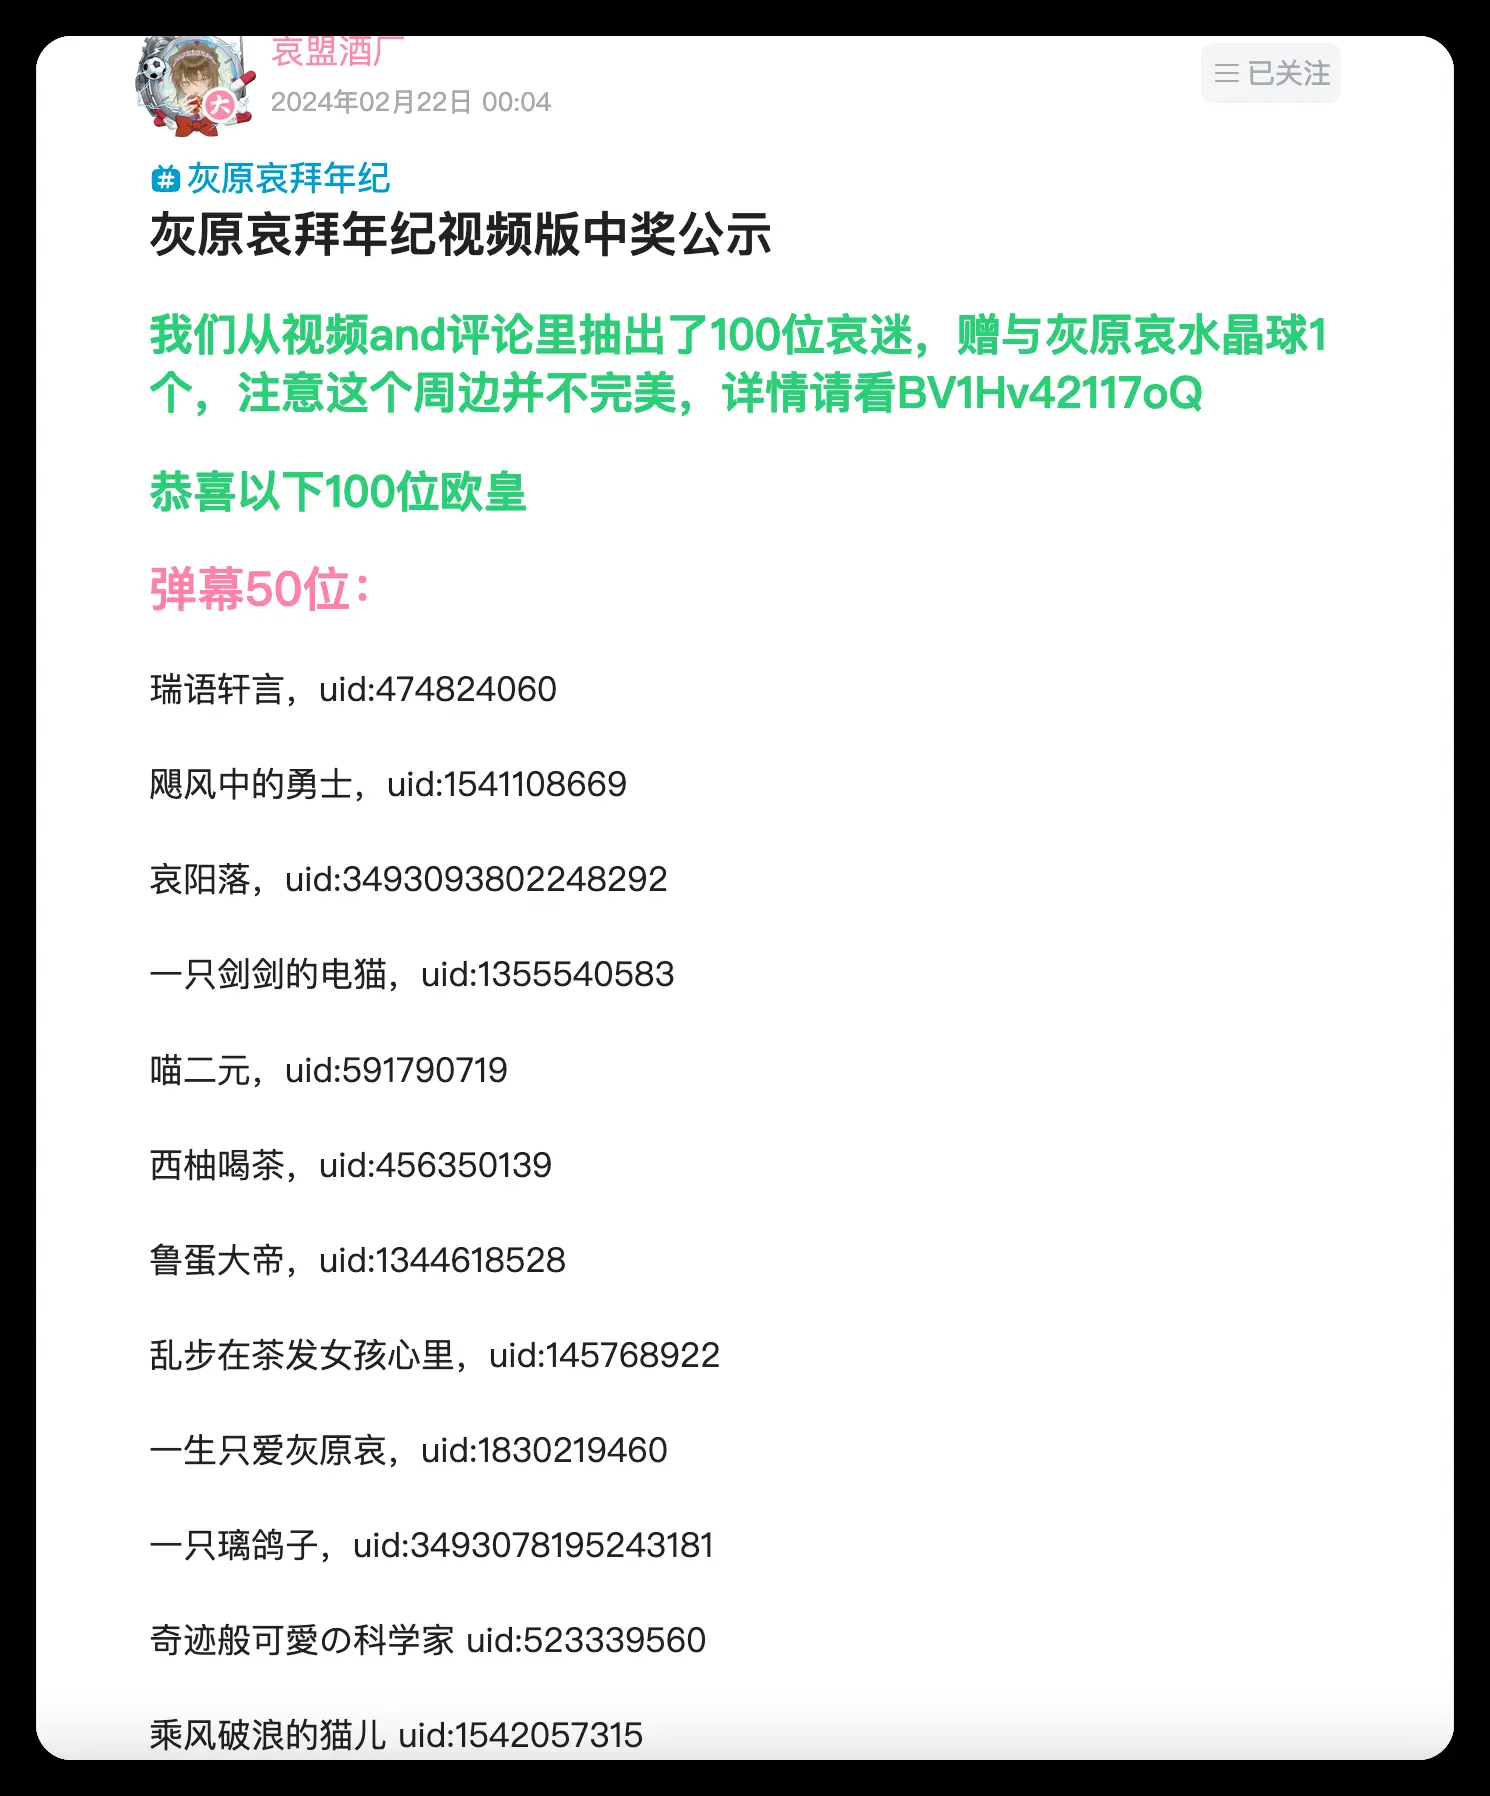 哀盟酒厂
2024年02月22日 00:04
已关注
大
#灰原哀拜年纪
灰原哀拜年纪视频版中奖公示
我们从视频and评论里抽出了100位哀迷，赠与灰原哀水晶球1
个，注意这个周边并不完美，详情请看BV1Hv42117oQ
恭喜以下100位欧皇
弹幕50位：
瑞语轩言，uid:474824060
飓风中的勇士，uid:1541108669
哀阳落，uid:3493093802248292
一只剑剑的电猫，uid:1355540583
喵二元，uid:591790719
西柚喝茶，uid:456350139
鲁蛋大帝，uid:1344618528
乱步在茶发女孩心里，uid:145768922
一生只爱灰原哀，uid:1830219460
一只璃鸽子，uid:3493078195243181
奇迹般可愛の科学家 uid:523339560
乘风破浪的猫儿 uid:1542057315